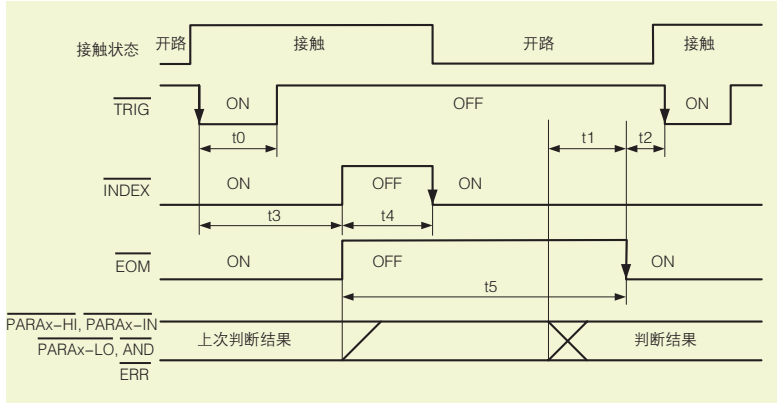 接触状态 开路 接触 开路 接触
TRIG ON OFF ON
t0 t1 t2
INDEX ON OFF ON
t3 t4
EOM ON OFF ON
t5
PARAx-HI, PARAx-IN
上次判断结果 判断结果
PARAx-LO, AND
ERR